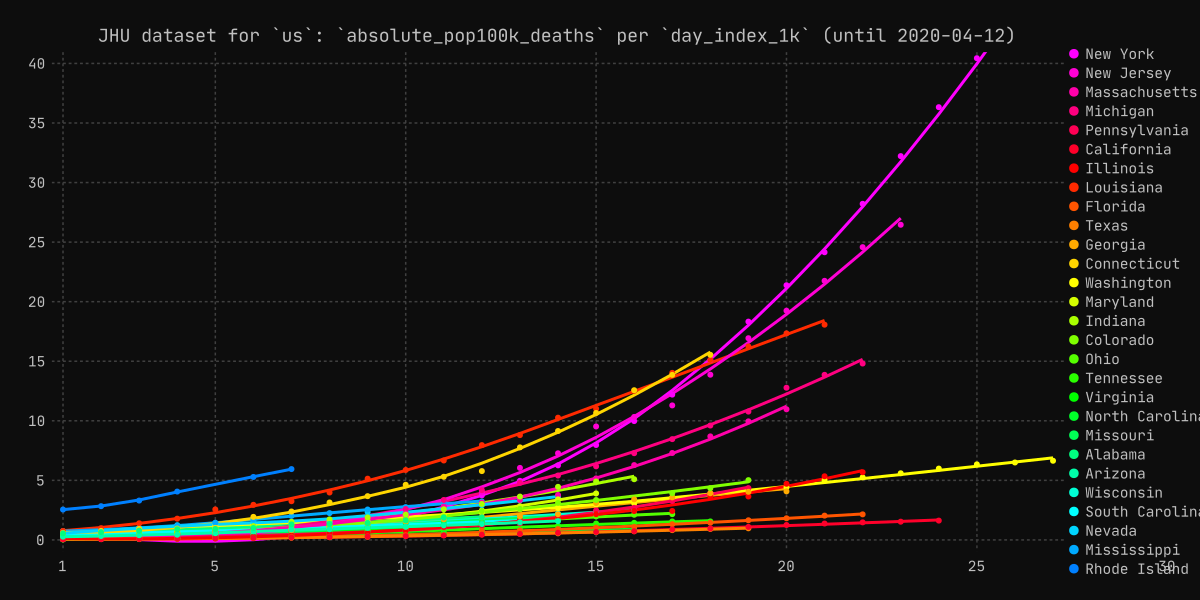 JHU dataset for `us`: `absolute_pop100k_deaths` per `day_index_1k` (until 2020-04-12)
40
35
30
25
20
15
10
5
0
1
5
10
15
20
25
30
New York
New Jersey
Massachusetts
Michigan
Pennsylvania
California
Illinois
Louisiana
Florida
Texas
Georgia
Connecticut
Washington
Maryland
Indiana
Colorado
Ohio
Tennessee
Virginia
North Carolina
Missouri
Alabama
Arizona
Wisconsin
South Carolina
Nevada
Mississippi
Rhode Island